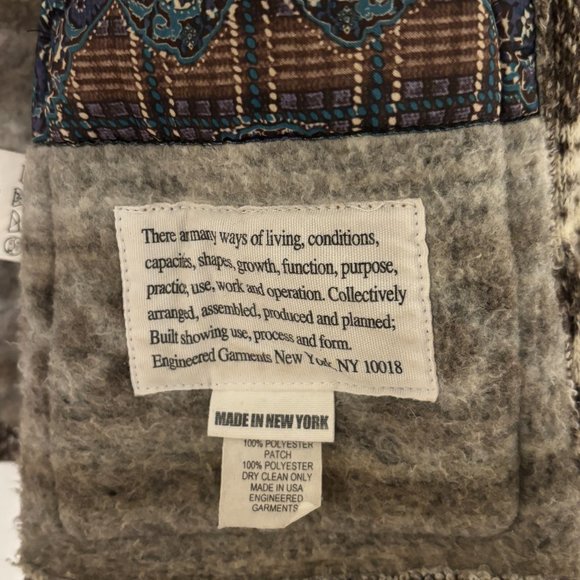 There are many ways of living, conditions,
capacities, shapes, growth, function, purpose,
practice, use, work and operation. Collectively
arranged, assembled, produced and planned;
Built showing use, process and form.
Engineered Garments New York, NY 10018
MADE IN NEW YORK
100% POLYESTER
PATCH
100% POLYESTER
DRY CLEAN ONLY
MADE IN USA
ENGINEERED
GARMENTS